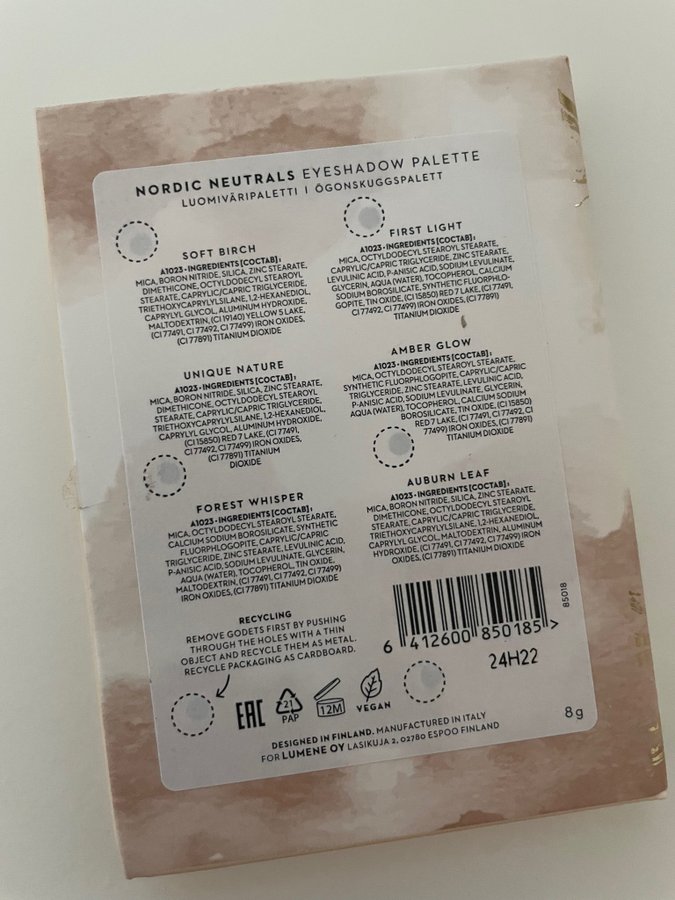 NORDIC NEUTRALS EYESHADOW PALETTE
LUOMIVÄRIPALETTI I ÖGONSKUGGSPALETT
SOFT BIRCH
A1023 - INGREDIENTS [СОСТАВ]:
MICA, BORON NITRIDE, SILICA, ZINC STEARATE,
DIMETHICONE, OCTYLDODECYL STEAROYL
STEARATE, CAPRYLIC/CAPRIC TRIGLYCERIDE,
TRIETHOXYCAPRYLYLSILANE, 1,2-HEXANEDIOL,
CAPRYLYL GLYCOL, ALUMINUM HYDROXIDE,
MALTODEXTRIN, (CI 19140) YELLOW 5 LAKE,
(CI 77491, CI 77492, CI 77499) IRON OXIDES,
(CI 77891) TITANIUM DIOXIDE
FIRST LIGHT
A1023 - INGREDIENTS [СОСТАВ]:
MICA, OCTYLDODECYL STEAROYL STEARATE,
CAPRYLIC/CAPRIC TRIGLYCERIDE, ZINC STEARATE,
LEVULINIC ACID, P-ANISIC ACID, SODIUM LEVULINATE,
GLYCERIN, AQUA (WATER), TOCOPHEROL, CALCIUM
SODIUM BOROSILICATE, SYNTHETIC FLUORPHLO-
GOPITE, TIN OXIDE, (CI 15850) RED 7 LAKE, (CI 77491,
CI 77492, CI 77499) IRON OXIDES, (CI 77891)
TITANIUM DIOXIDE
UNIQUE NATURE
A1023 - INGREDIENTS [СОСТАВ]:
MICA, BORON NITRIDE, SILICA, ZINC STEARATE,
DIMETHICONE, OCTYLDODECYL STEAROYL
STEARATE, CAPRYLIC/CAPRIC TRIGLYCERIDE,
TRIETHOXYCAPRYLYLSILANE, 1,2-HEXANEDIOL,
CAPRYLYL GLYCOL, ALUMINUM HYDROXIDE,
(CI 15850) RED 7 LAKE, (CI 77491,
CI 77492, CI 77499) IRON OXIDES,
(CI 77891) TITANIUM
DIOXIDE
AMBER GLOW
A1023 - INGREDIENTS [СОСТАВ]:
MICA, OCTYLDODECYL STEAROYL STEARATE,
SYNTHETIC FLUORPHLOGOPITE, CAPRYLIC/CAPRIC
TRIGLYCERIDE, ZINC STEARATE, LEVULINIC ACID,
P-ANISIC ACID, SODIUM LEVULINATE, GLYCERIN,
AQUA (WATER), TOCOPHEROL, CALCIUM SODIUM
BOROSILICATE, TIN OXIDE, (CI 15850)
RED 7 LAKE, (CI 77491, CI 77492, CI
77499) IRON OXIDES, (CI 77891)
TITANIUM DIOXIDE
FOREST WHISPER
A1023 - INGREDIENTS [СОСТАВ]:
MICA, OCTYLDODECYL STEAROYL STEARATE,
CALCIUM SODIUM BOROSILICATE, SYNTHETIC
FLUORPHLOGOPITE, CAPRYLIC/CAPRIC
TRIGLYCERIDE, ZINC STEARATE, LEVULINIC ACID,
P-ANISIC ACID, SODIUM LEVULINATE, GLYCERIN,
AQUA (WATER), TOCOPHEROL, TIN OXIDE,
MALTODEXTRIN, (CI 77491, CI 77492, CI 77499)
IRON OXIDES, (CI 77891) TITANIUM DIOXIDE
AUBURN LEAF
A1023 - INGREDIENTS [СОСТАВ]:
MICA, BORON NITRIDE, SILICA, ZINC STEARATE,
DIMETHICONE, OCTYLDODECYL STEAROYL
STEARATE, CAPRYLIC/CAPRIC TRIGLYCERIDE,
TRIETHOXYCAPRYLYLSILANE, 1,2-HEXANEDIOL,
CAPRYLYL GLYCOL, MALTODEXTRIN, ALUMINUM
HYDROXIDE, (CI 77491, CI 77492, CI 77499) IRON
OXIDES, (CI 77891) TITANIUM DIOXIDE
RECYCLING
REMOVE GODETS FIRST BY PUSHING
THROUGH THE HOLES WITH A THIN
OBJECT AND RECYCLE THEM AS METAL.
RECYCLE PACKAGING AS CARDBOARD.
85018
6 412600 850185 >
24H22
EAC
21
PAP
12M
VEGAN
8 g
DESIGNED IN FINLAND. MANUFACTURED IN ITALY
FOR LUMENE OY LASIKUJA 2, 02780 ESPOO FINLAND